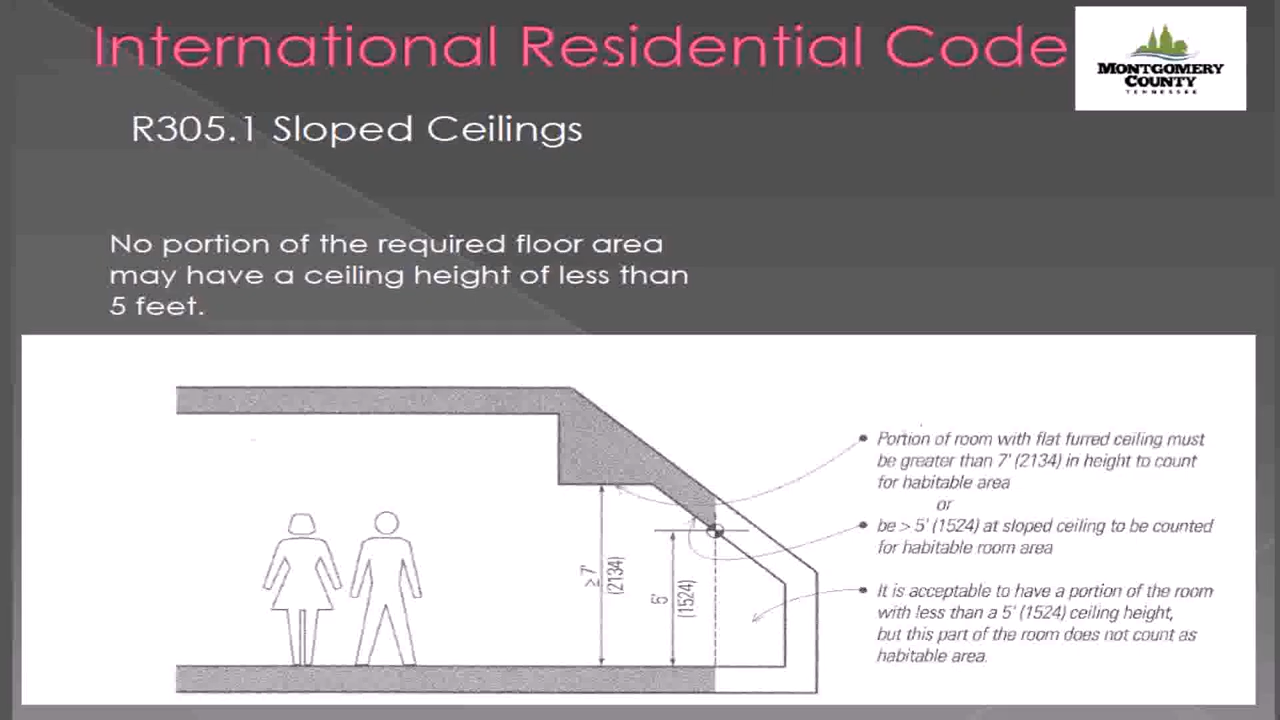 International Residential Code
MONTGOMERY
COUNTY
TENNESSEE
R305.1 Sloped Ceilings
No portion of the required floor area
may have a ceiling height of less than
5 feet.
Portion of room with flat furred ceiling must
be greater than 7' (2134) in height to count
for habitable area
or
be > 5' (1524) at sloped ceiling to be counted
for habitable room area
It is acceptable to have a portion of the room
with less than a 5' (1524) ceiling height,
but this part of the room does not count as
habitable area.
≥ 7'
(2134)
5'
(1524)